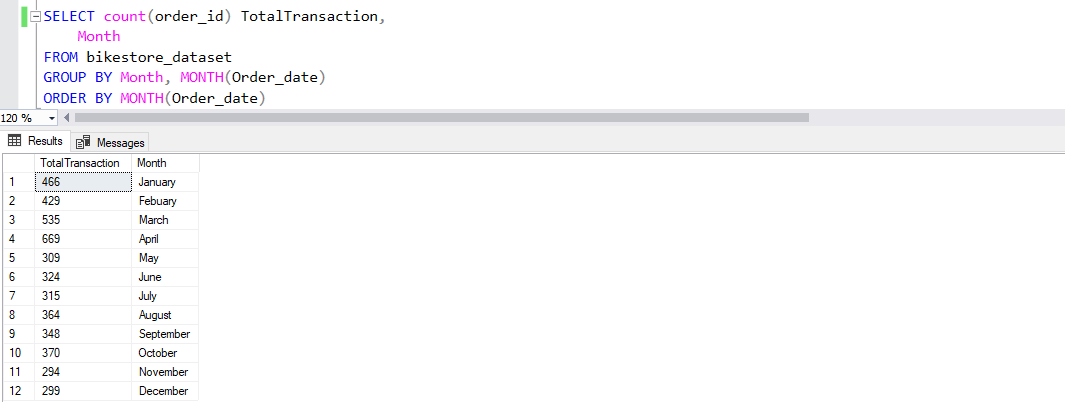 SELECT count(order_id) TotalTransaction,
Month
FROM bikestore_dataset
GROUP BY Month, MONTH(Order_date)
ORDER BY MONTH(Order_date)
120 %
Results Messages
TotalTransaction Month
1 466 January
2 429 Febuary
3 535 March
4 669 April
5 309 May
6 324 June
7 315 July
8 364 August
9 348 September
10 370 October
11 294 November
12 299 December